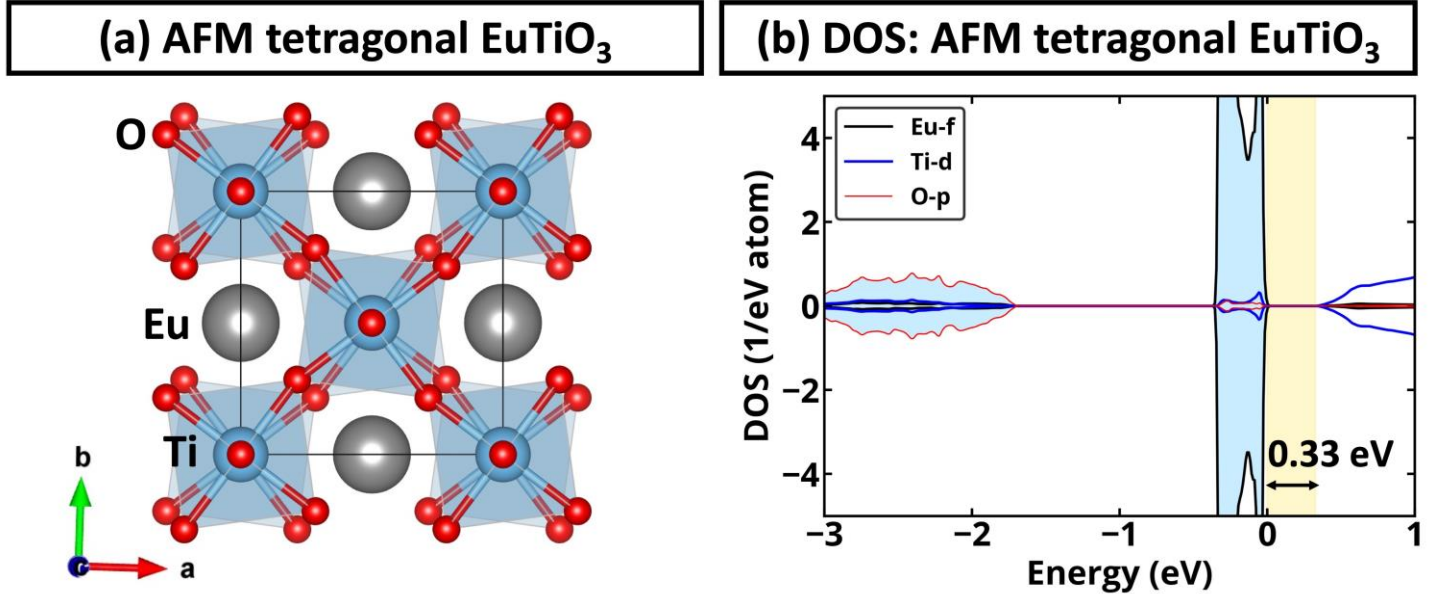 (a) AFM tetragonal EuTiO₃
(b) DOS: AFM tetragonal EuTiO₃
O
Eu
Ti
b
a
c
Eu-f
Ti-d
O-p
DOS (1/eV atom)
4
2
0
−2
−4
0.33 eV
−3
−2
−1
0
1
Energy (eV)